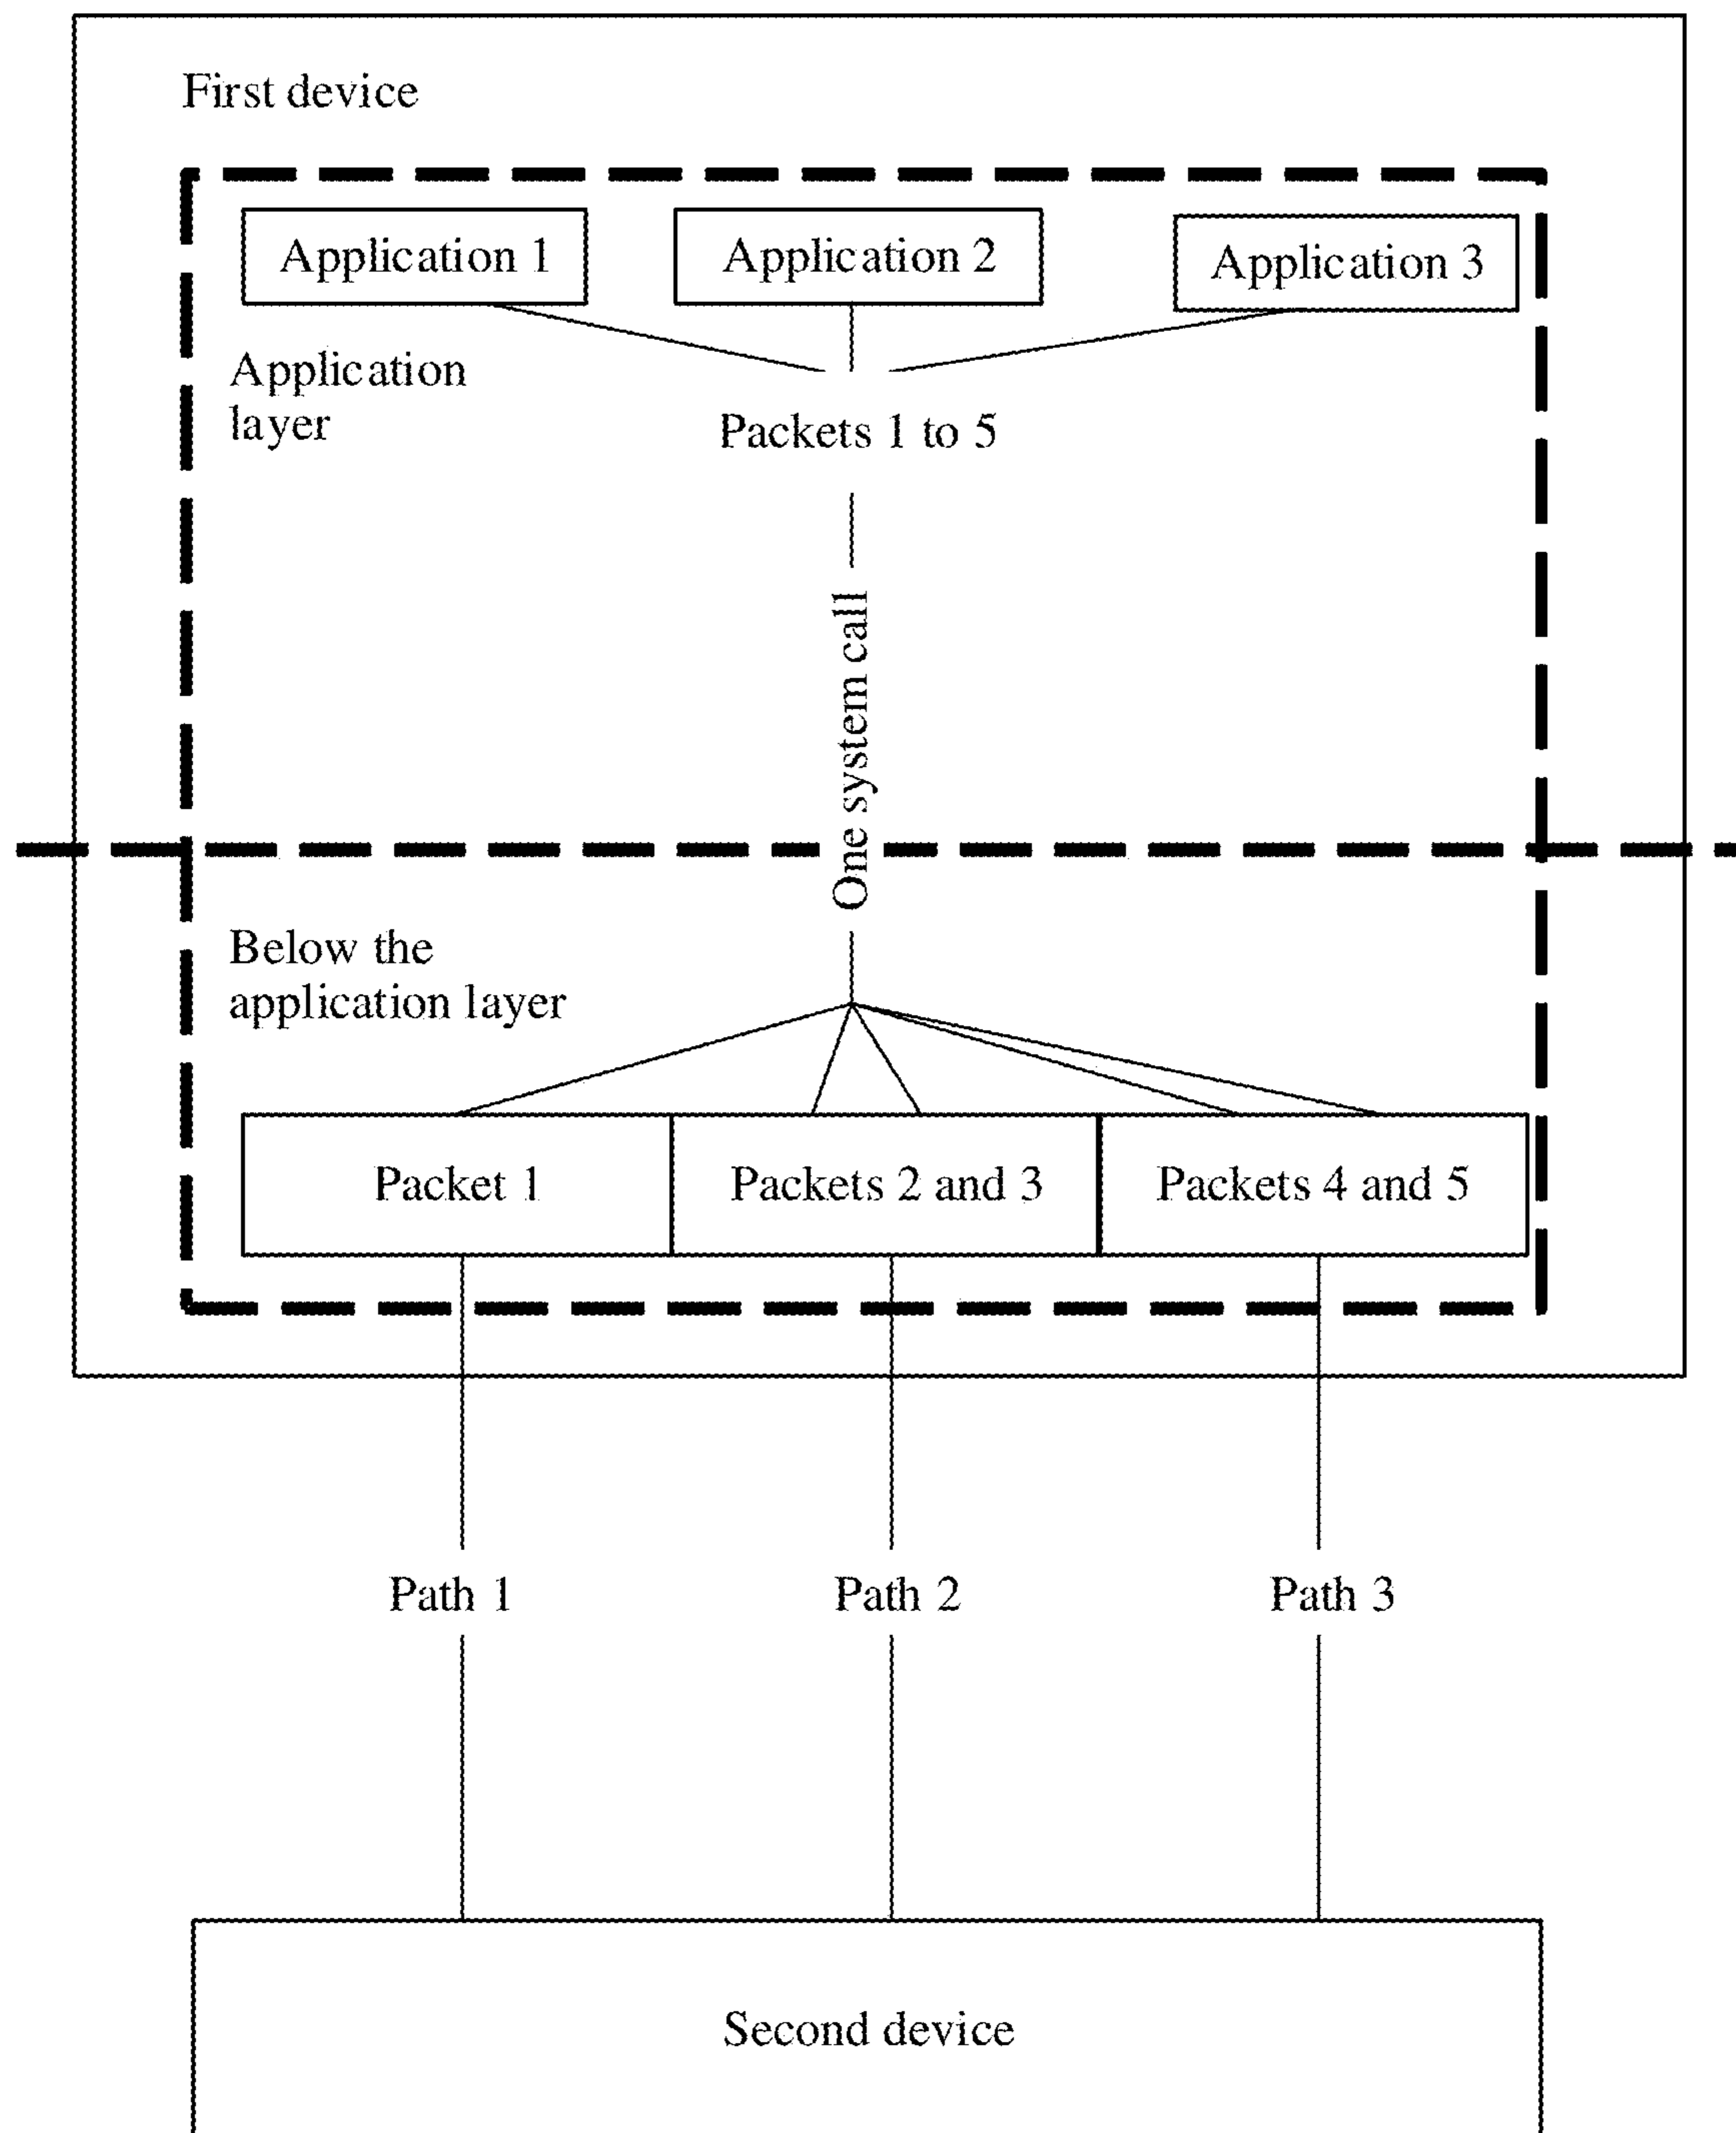 First device
Application 1
Application 2
Application 3
Application
layer
Packets 1 to 5
One system call
Below the
application layer
Packet 1
Packets 2 and 3
Packets 4 and 5
Path 1
Path 2
Path 3
Second device